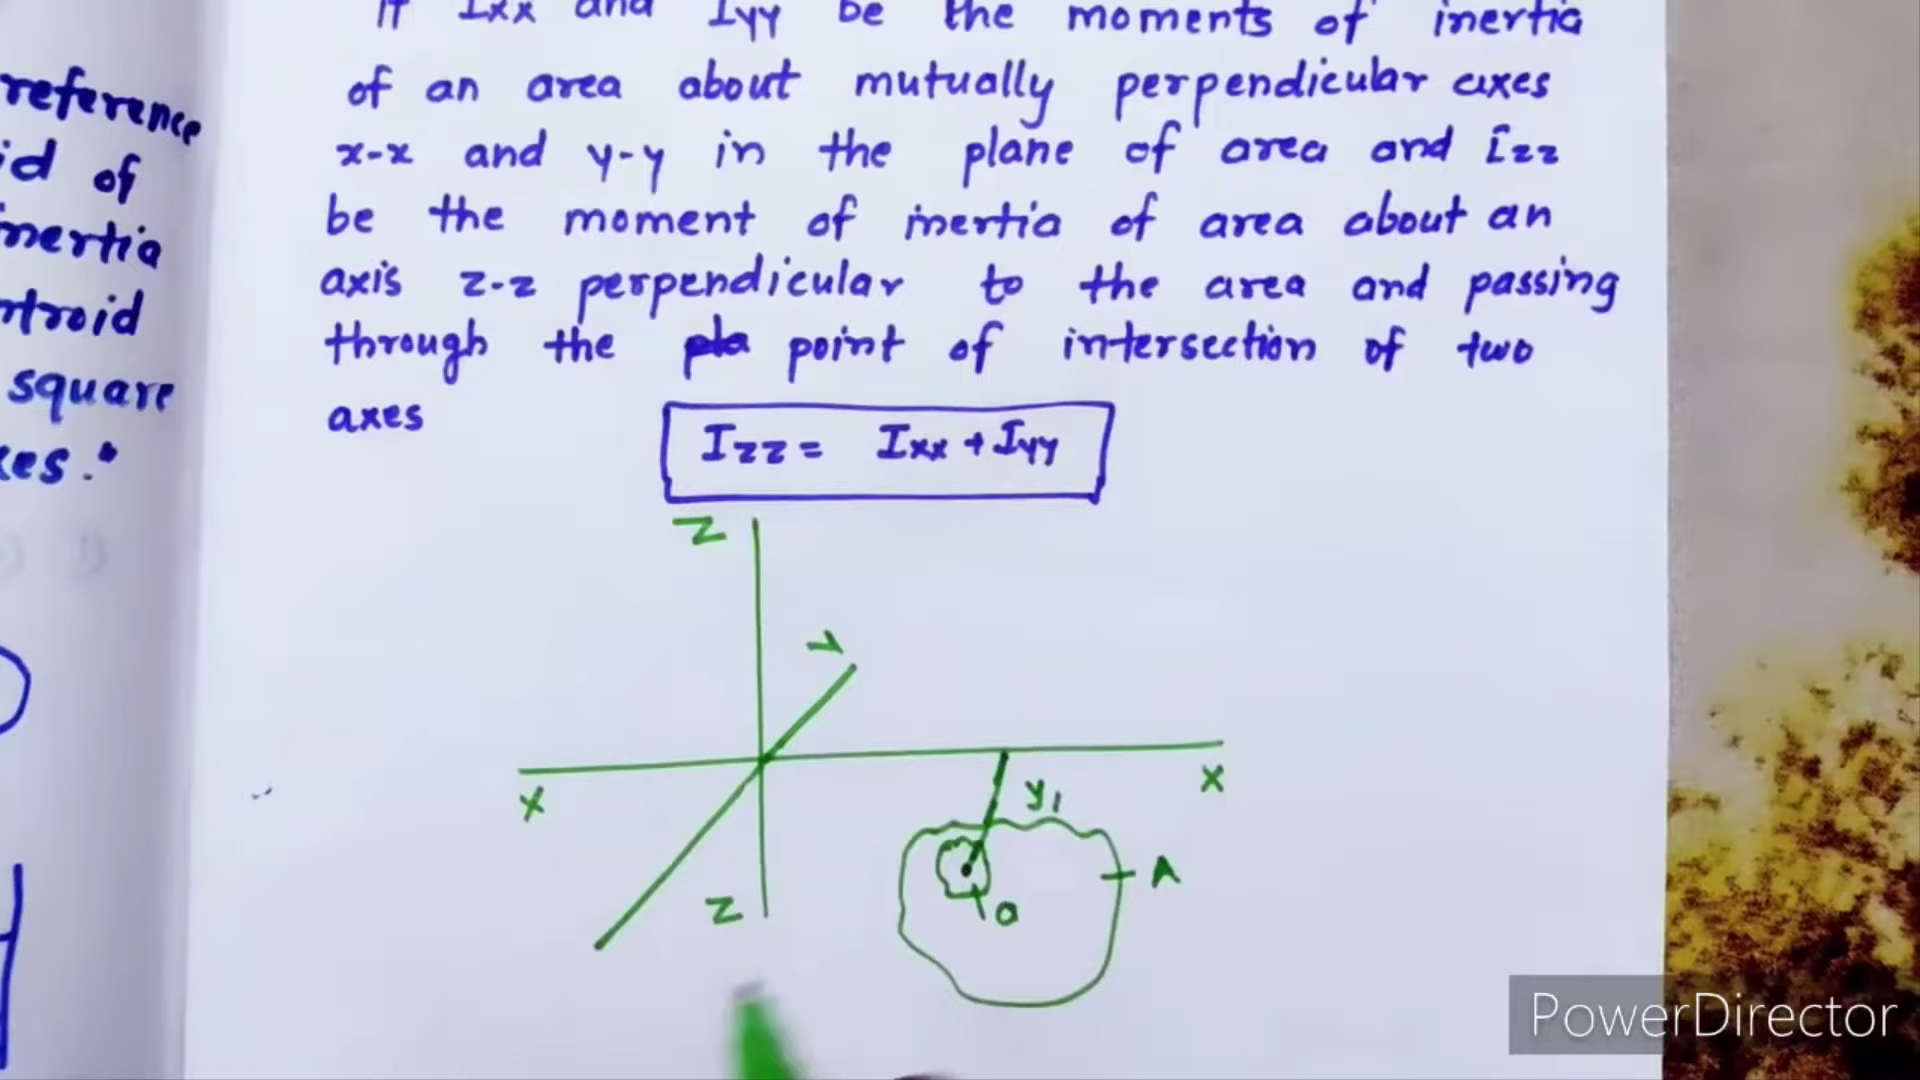 reference
id of
nertia
ntroid
square
xes."
If Ixx and Iyy be the moments of inertia
of an area about mutually perpendicular axes
x-x and y-y in the plane of area and Izz
be the moment of inertia of area about an
axis z-z perpendicular to the area and passing
through the pla point of intersection of two
axes
Izz = Ixx + Iyy
Z
Y
X
X
y1
A
a
Z
PowerDirector